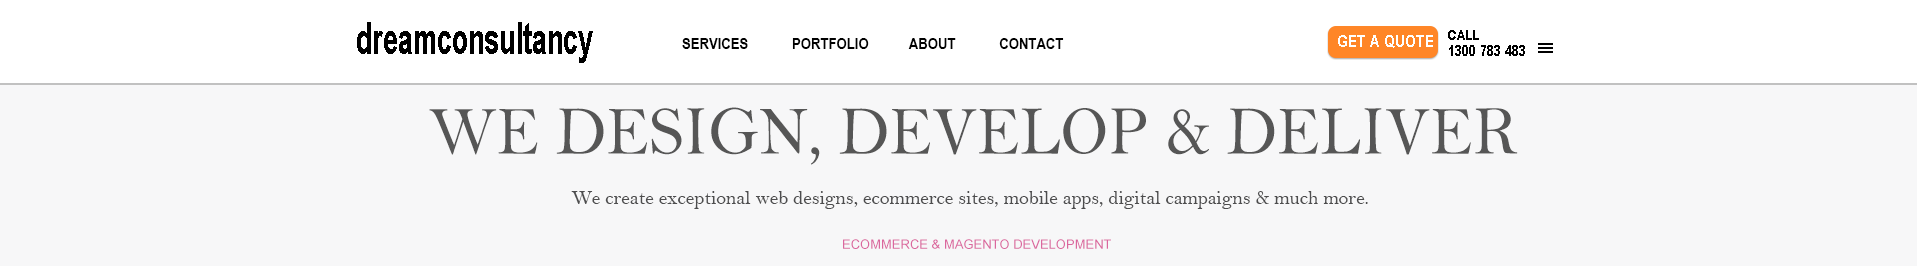 dreamconsultancy
SERVICES PORTFOLIO ABOUT CONTACT
GET A QUOTE
CALL
1300 783 483
WE DESIGN, DEVELOP & DELIVER
We create exceptional web designs, ecommerce sites, mobile apps, digital campaigns & much more.
ECOMMERCE & MAGENTO DEVELOPMENT